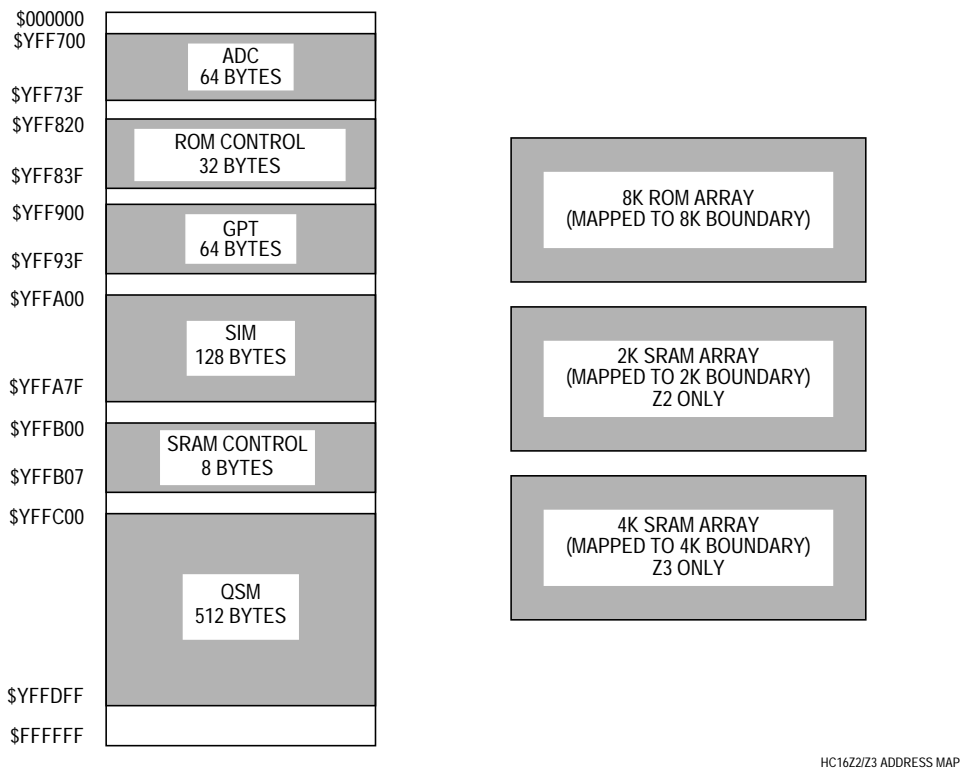 $000000
$YFF700
ADC
64 BYTES
$YFF73F
$YFF820
ROM CONTROL
32 BYTES
$YFF83F
$YFF900
GPT
64 BYTES
$YFF93F
$YFFA00
SIM
128 BYTES
$YFFA7F
$YFFB00
SRAM CONTROL
8 BYTES
$YFFB07
$YFFC00
QSM
512 BYTES
$YFFDFF
$FFFFFF
8K ROM ARRAY
(MAPPED TO 8K BOUNDARY)
2K SRAM ARRAY
(MAPPED TO 2K BOUNDARY)
Z2 ONLY
4K SRAM ARRAY
(MAPPED TO 4K BOUNDARY)
Z3 ONLY
HC16Z2/Z3 ADDRESS MAP